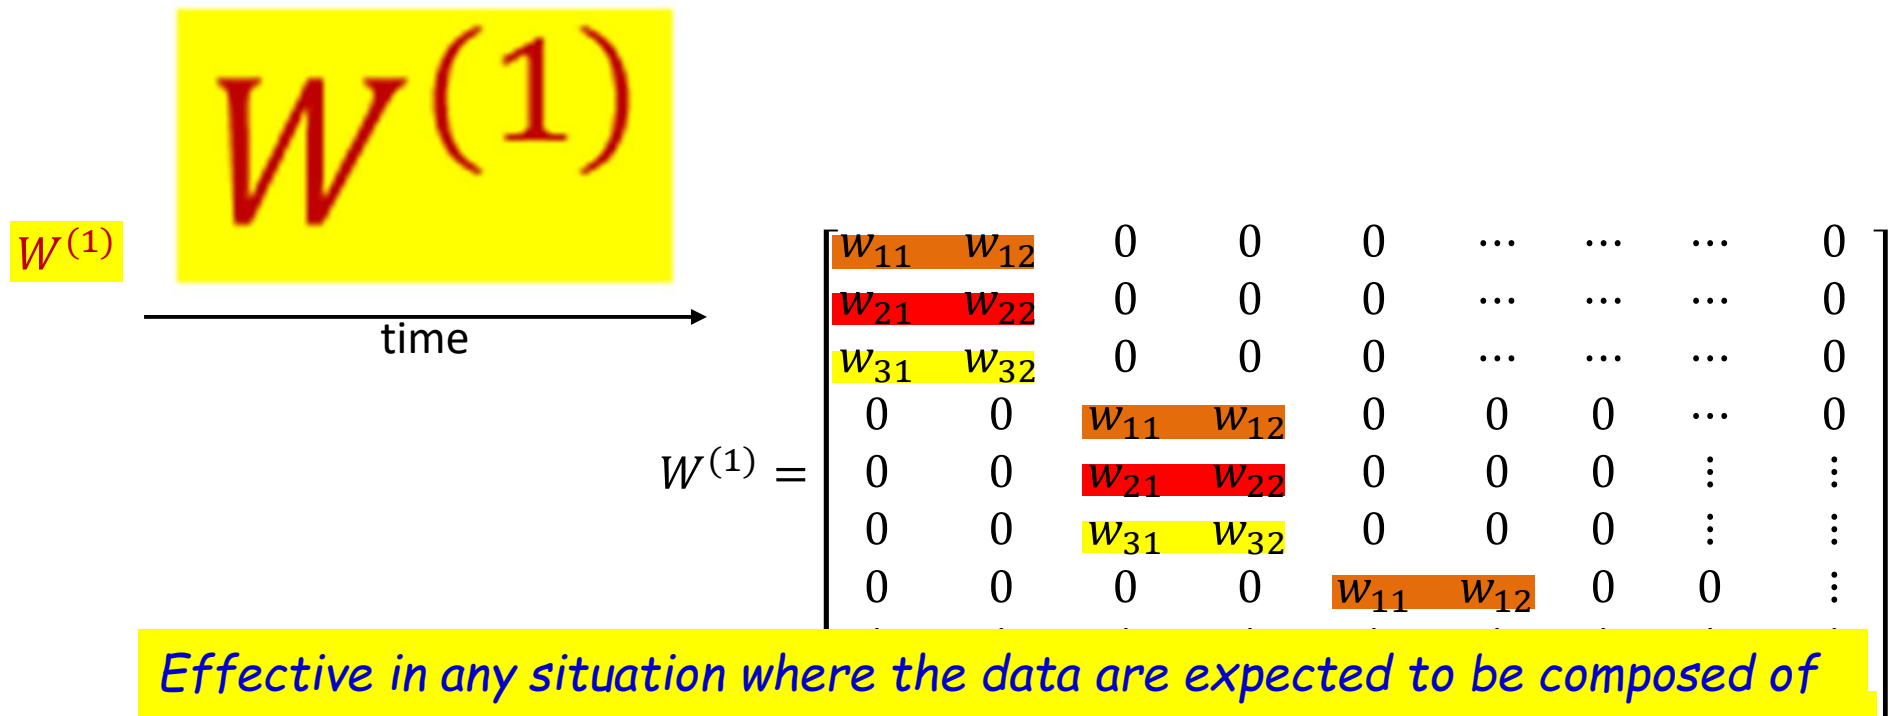 W⁽¹⁾
W⁽¹⁾
time
w₁₁ w₁₂ 0 0 0 ⋯ ⋯ ⋯ 0
w₂₁ w₂₂ 0 0 0 ⋯ ⋯ ⋯ 0
w₃₁ w₃₂ 0 0 0 ⋯ ⋯ ⋯ 0
0 0 w₁₁ w₁₂ 0 0 0 ⋯ 0
W⁽¹⁾ = 0 0 w₂₁ w₂₂ 0 0 0 ⋮ ⋮
0 0 w₃₁ w₃₂ 0 0 0 ⋮ ⋮
0 0 0 0 w₁₁ w₁₂ 0 0 ⋮
Effective in any situation where the data are expected to be composed of